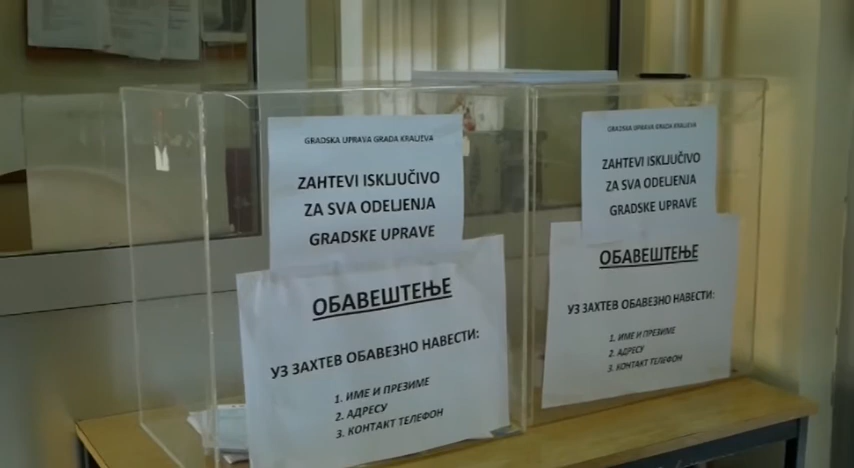 GRADSKA UPRAVA GRADA KRALJEVA
ZAHTEVI ISKLJUČIVO
ZA SVA ODELJENJA
GRADSKE UPRAVE
ОБАВЕШТЕЊЕ
УЗ ЗАХТЕВ ОБАВЕЗНО НАВЕСТИ:
1. ИМЕ И ПРЕЗИМЕ
2. АДРЕСУ
3. КОНТАКТ ТЕЛЕФОН
GRADSKA UPRAVA GRADA KRALJEVA
ZAHTEVI ISKLJUČIVO
ZA SVA ODELJENJA
GRADSKE UPRAVE
ОБАВЕШТЕЊЕ
УЗ ЗАХТЕВ ОБАВЕЗНО НАВЕСТИ:
1. ИМЕ И ПРЕЗИМЕ
2. АДРЕСУ
3. КОНТАКТ ТЕЛЕФОН